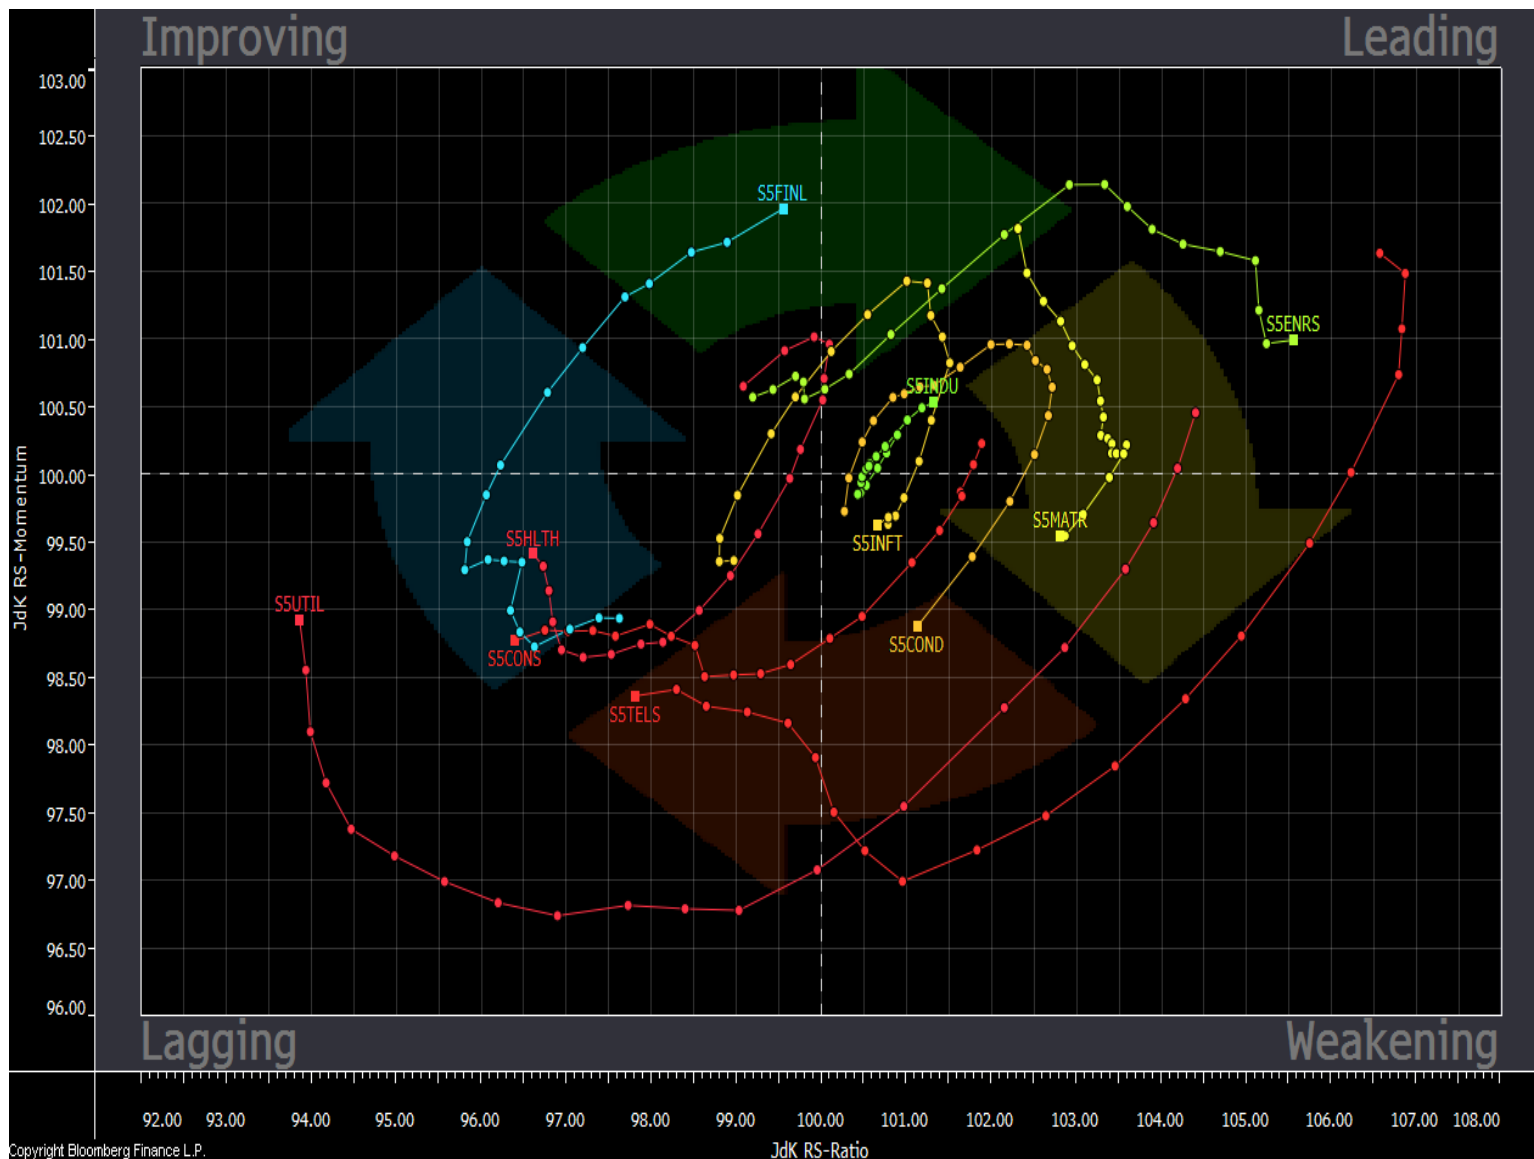 Improving Leading
103.00
102.50
102.00
101.50
101.00
100.50
100.00
99.50
99.00
98.50
98.00
97.50
97.00
96.50
96.00
JdK RS-Momentum
S5FINL
S5ENRS
S5INDU
S5MATR
S5INFT
S5HLTH
S5UTIL
S5COND
S5CONS
S5TELS
Lagging Weakening
92.00 93.00 94.00 95.00 96.00 97.00 99.00 100.00 101.00 103.00 104.00 105.00 106.00 107.00 108.00
JdK RS-Ratio
Copyright Bloomberg Finance L.P.